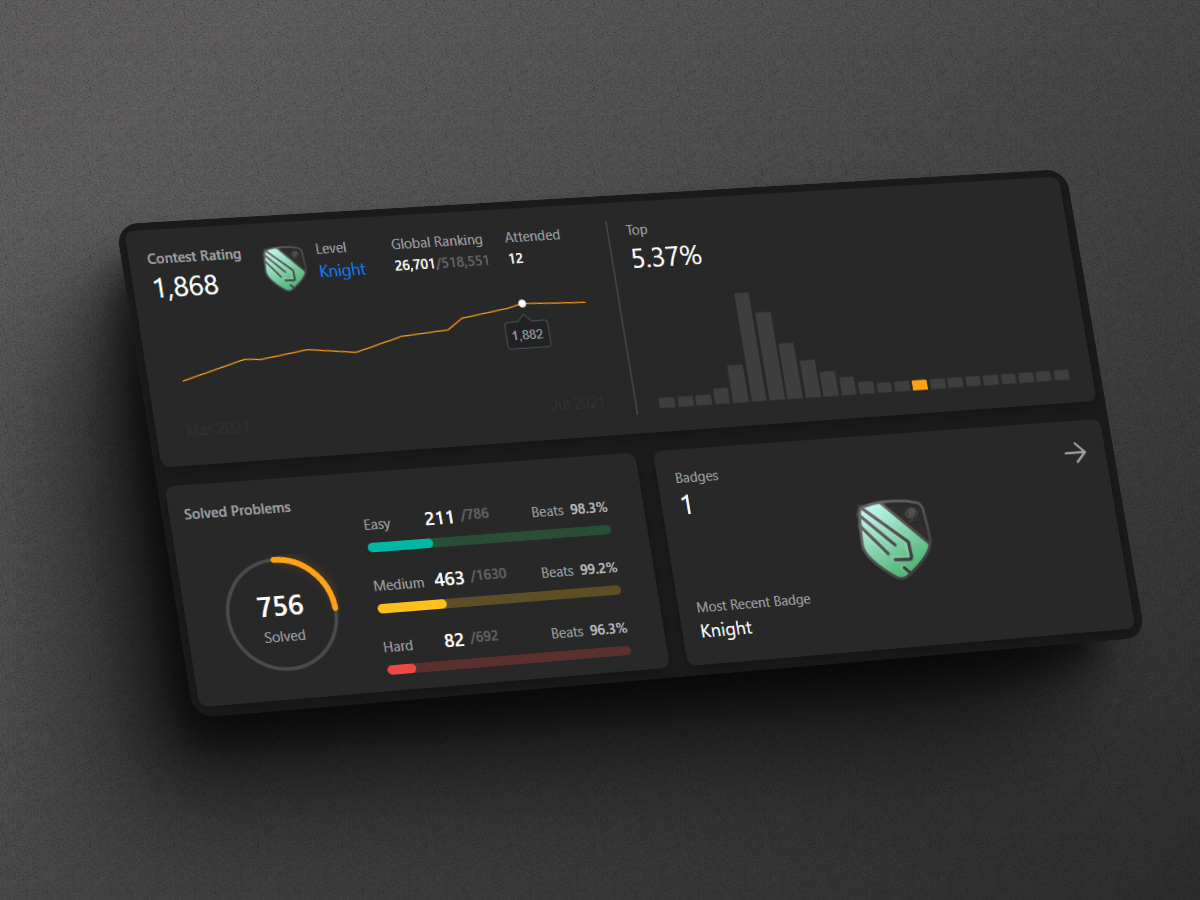 Contest Rating
1,868
Level
Knight
Global Ranking
26,701/518,551
Attended
12
1,882
Mar 2021
Jul 2021
Top
5.37%
Solved Problems
756
Solved
Easy 211 /786 Beats 98.3%
Medium 463 /1630 Beats 99.2%
Hard 82 /692 Beats 96.3%
Badges
1
Most Recent Badge
Knight